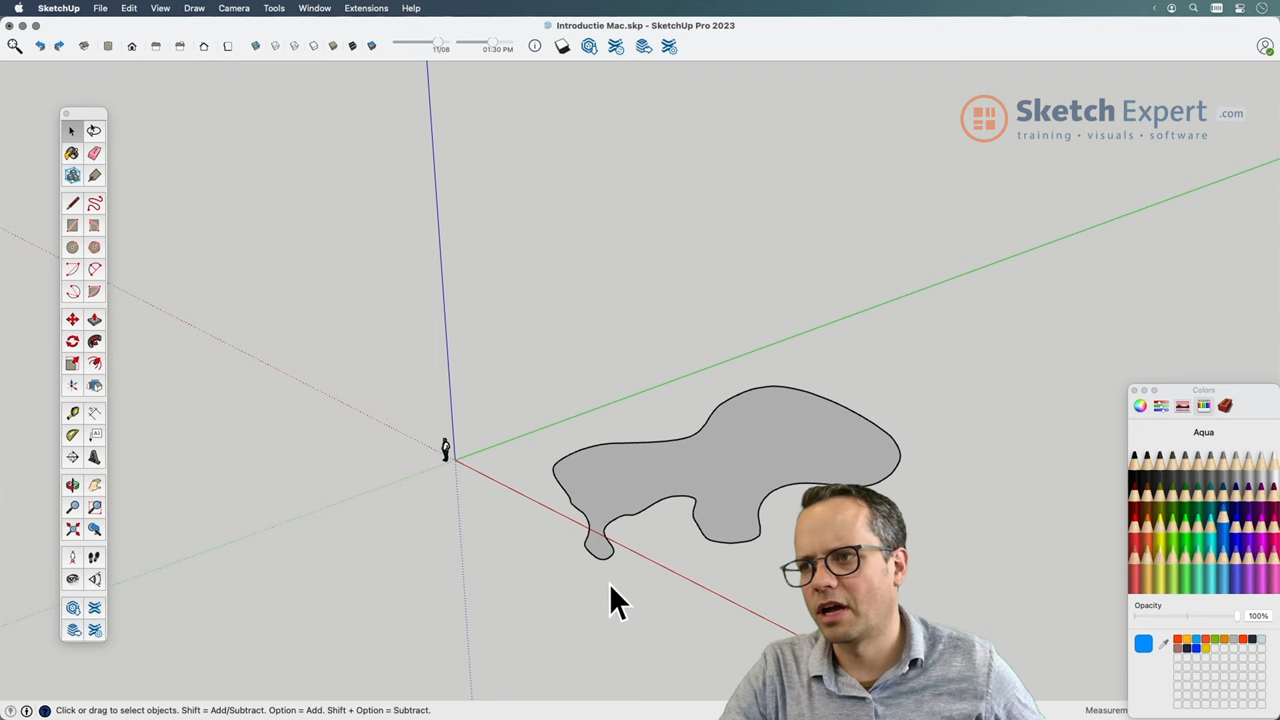 SketchUp File Edit View Draw Camera Tools Window Extensions Help
Introductie Mac.skp - SketchUp Pro 2023
11/08 01:30 PM
SketchExpert.com
training • visuals • software
Colors
Aqua
AI
Opacity
100%
Click or drag to select objects. Shift = Add/Subtract. Option = Add. Shift + Option = Subtract.
Measurem